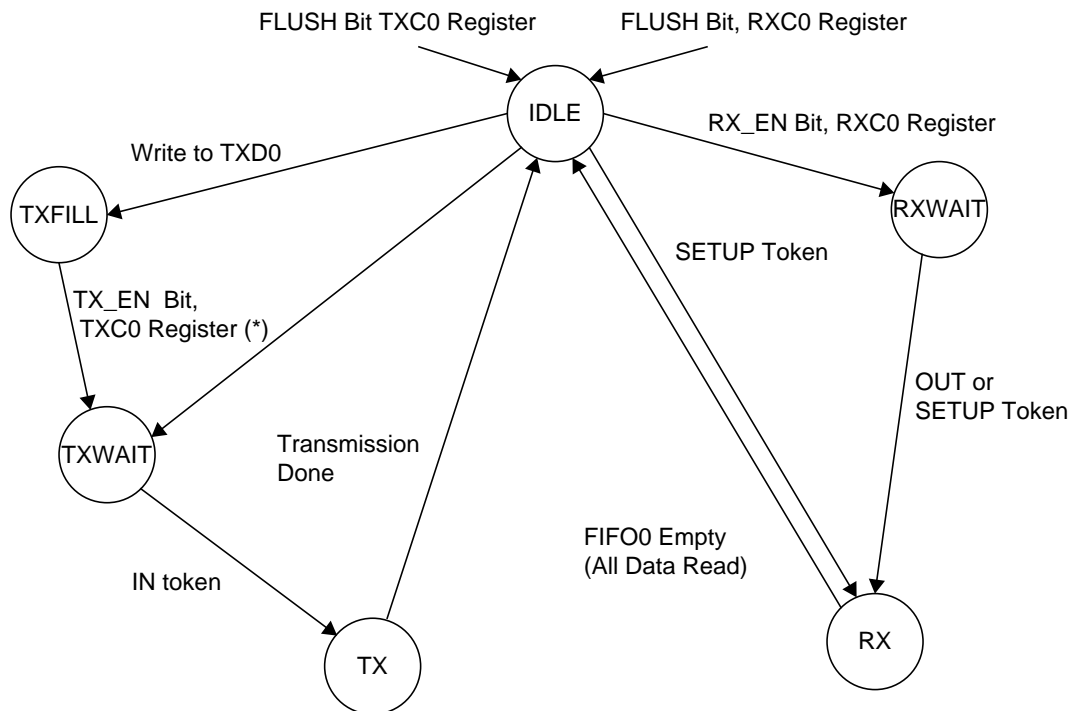 FLUSH Bit TXC0 Register
FLUSH Bit, RXC0 Register
IDLE
RX_EN Bit, RXC0 Register
Write to TXD0
TXFILL
RXWAIT
SETUP Token
TX_EN Bit,
TXC0 Register (*)
OUT or
SETUP Token
TXWAIT
Transmission
Done
FIFO0 Empty
(All Data Read)
IN token
TX
RX